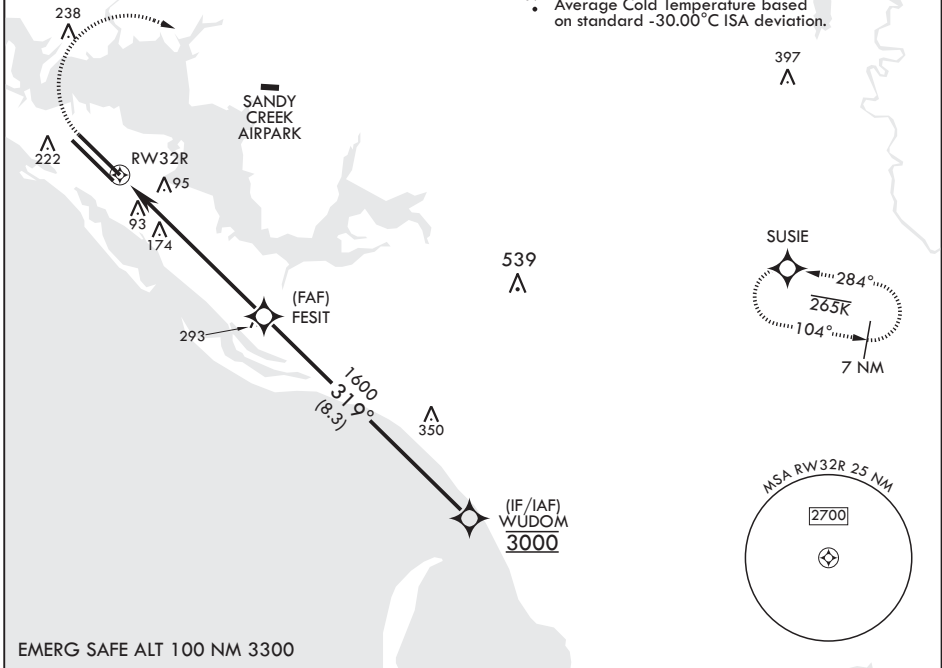 • Average Cold Temperature based
on standard -30.00°C ISA deviation.
238
397
SANDY
CREEK
AIRPARK
222
RW32R
95
93
174
SUSIE
539
284°
265K
104°
7 NM
(FAF)
FESIT
293
1600
319°
(8.3)
350
MSA RW32R 25 NM
2700
(IF/IAF)
WUDOM
3000
EMERG SAFE ALT 100 NM 3300